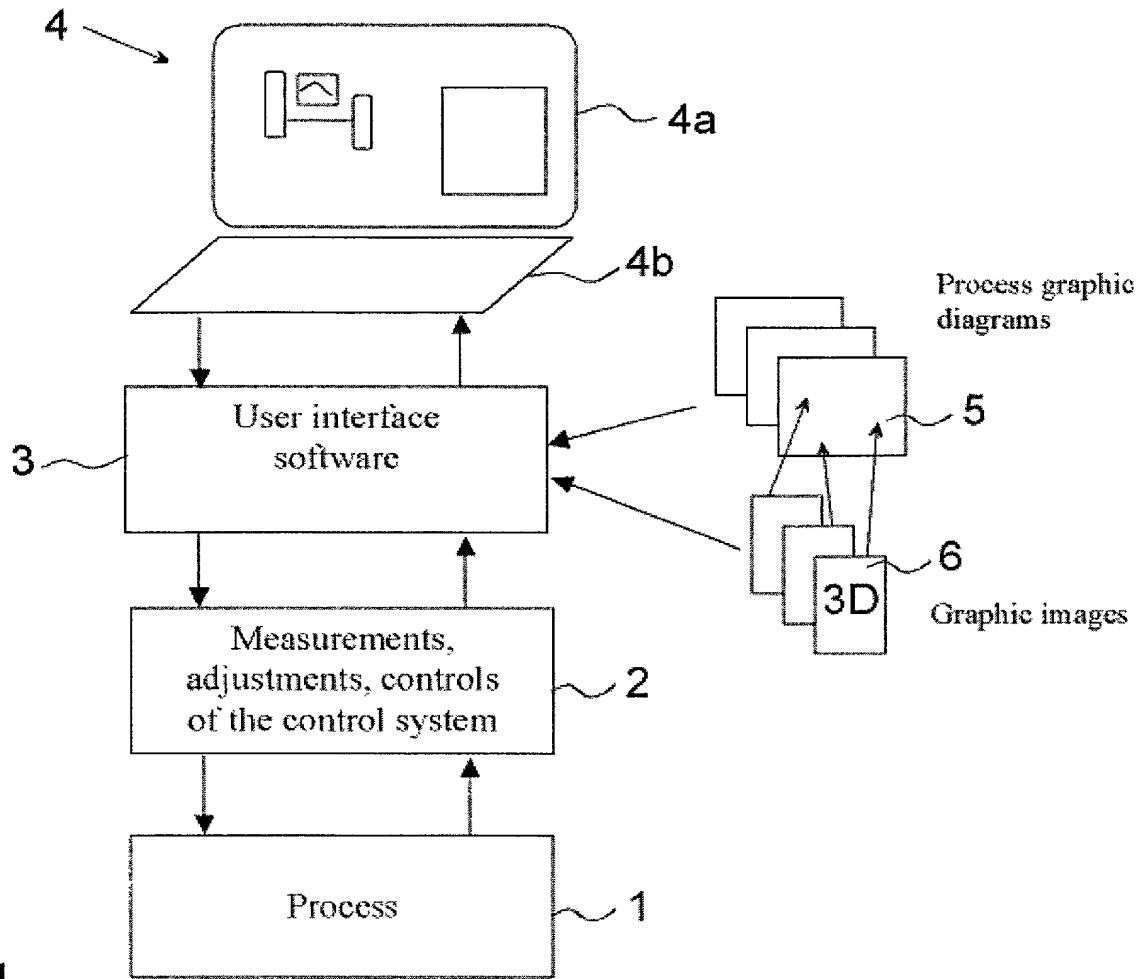 4
4a
4b
Process graphic
diagrams
User interface
software
3
5
6
3D
Graphic images
Measurements,
adjustments, controls
of the control system
2
Process
1